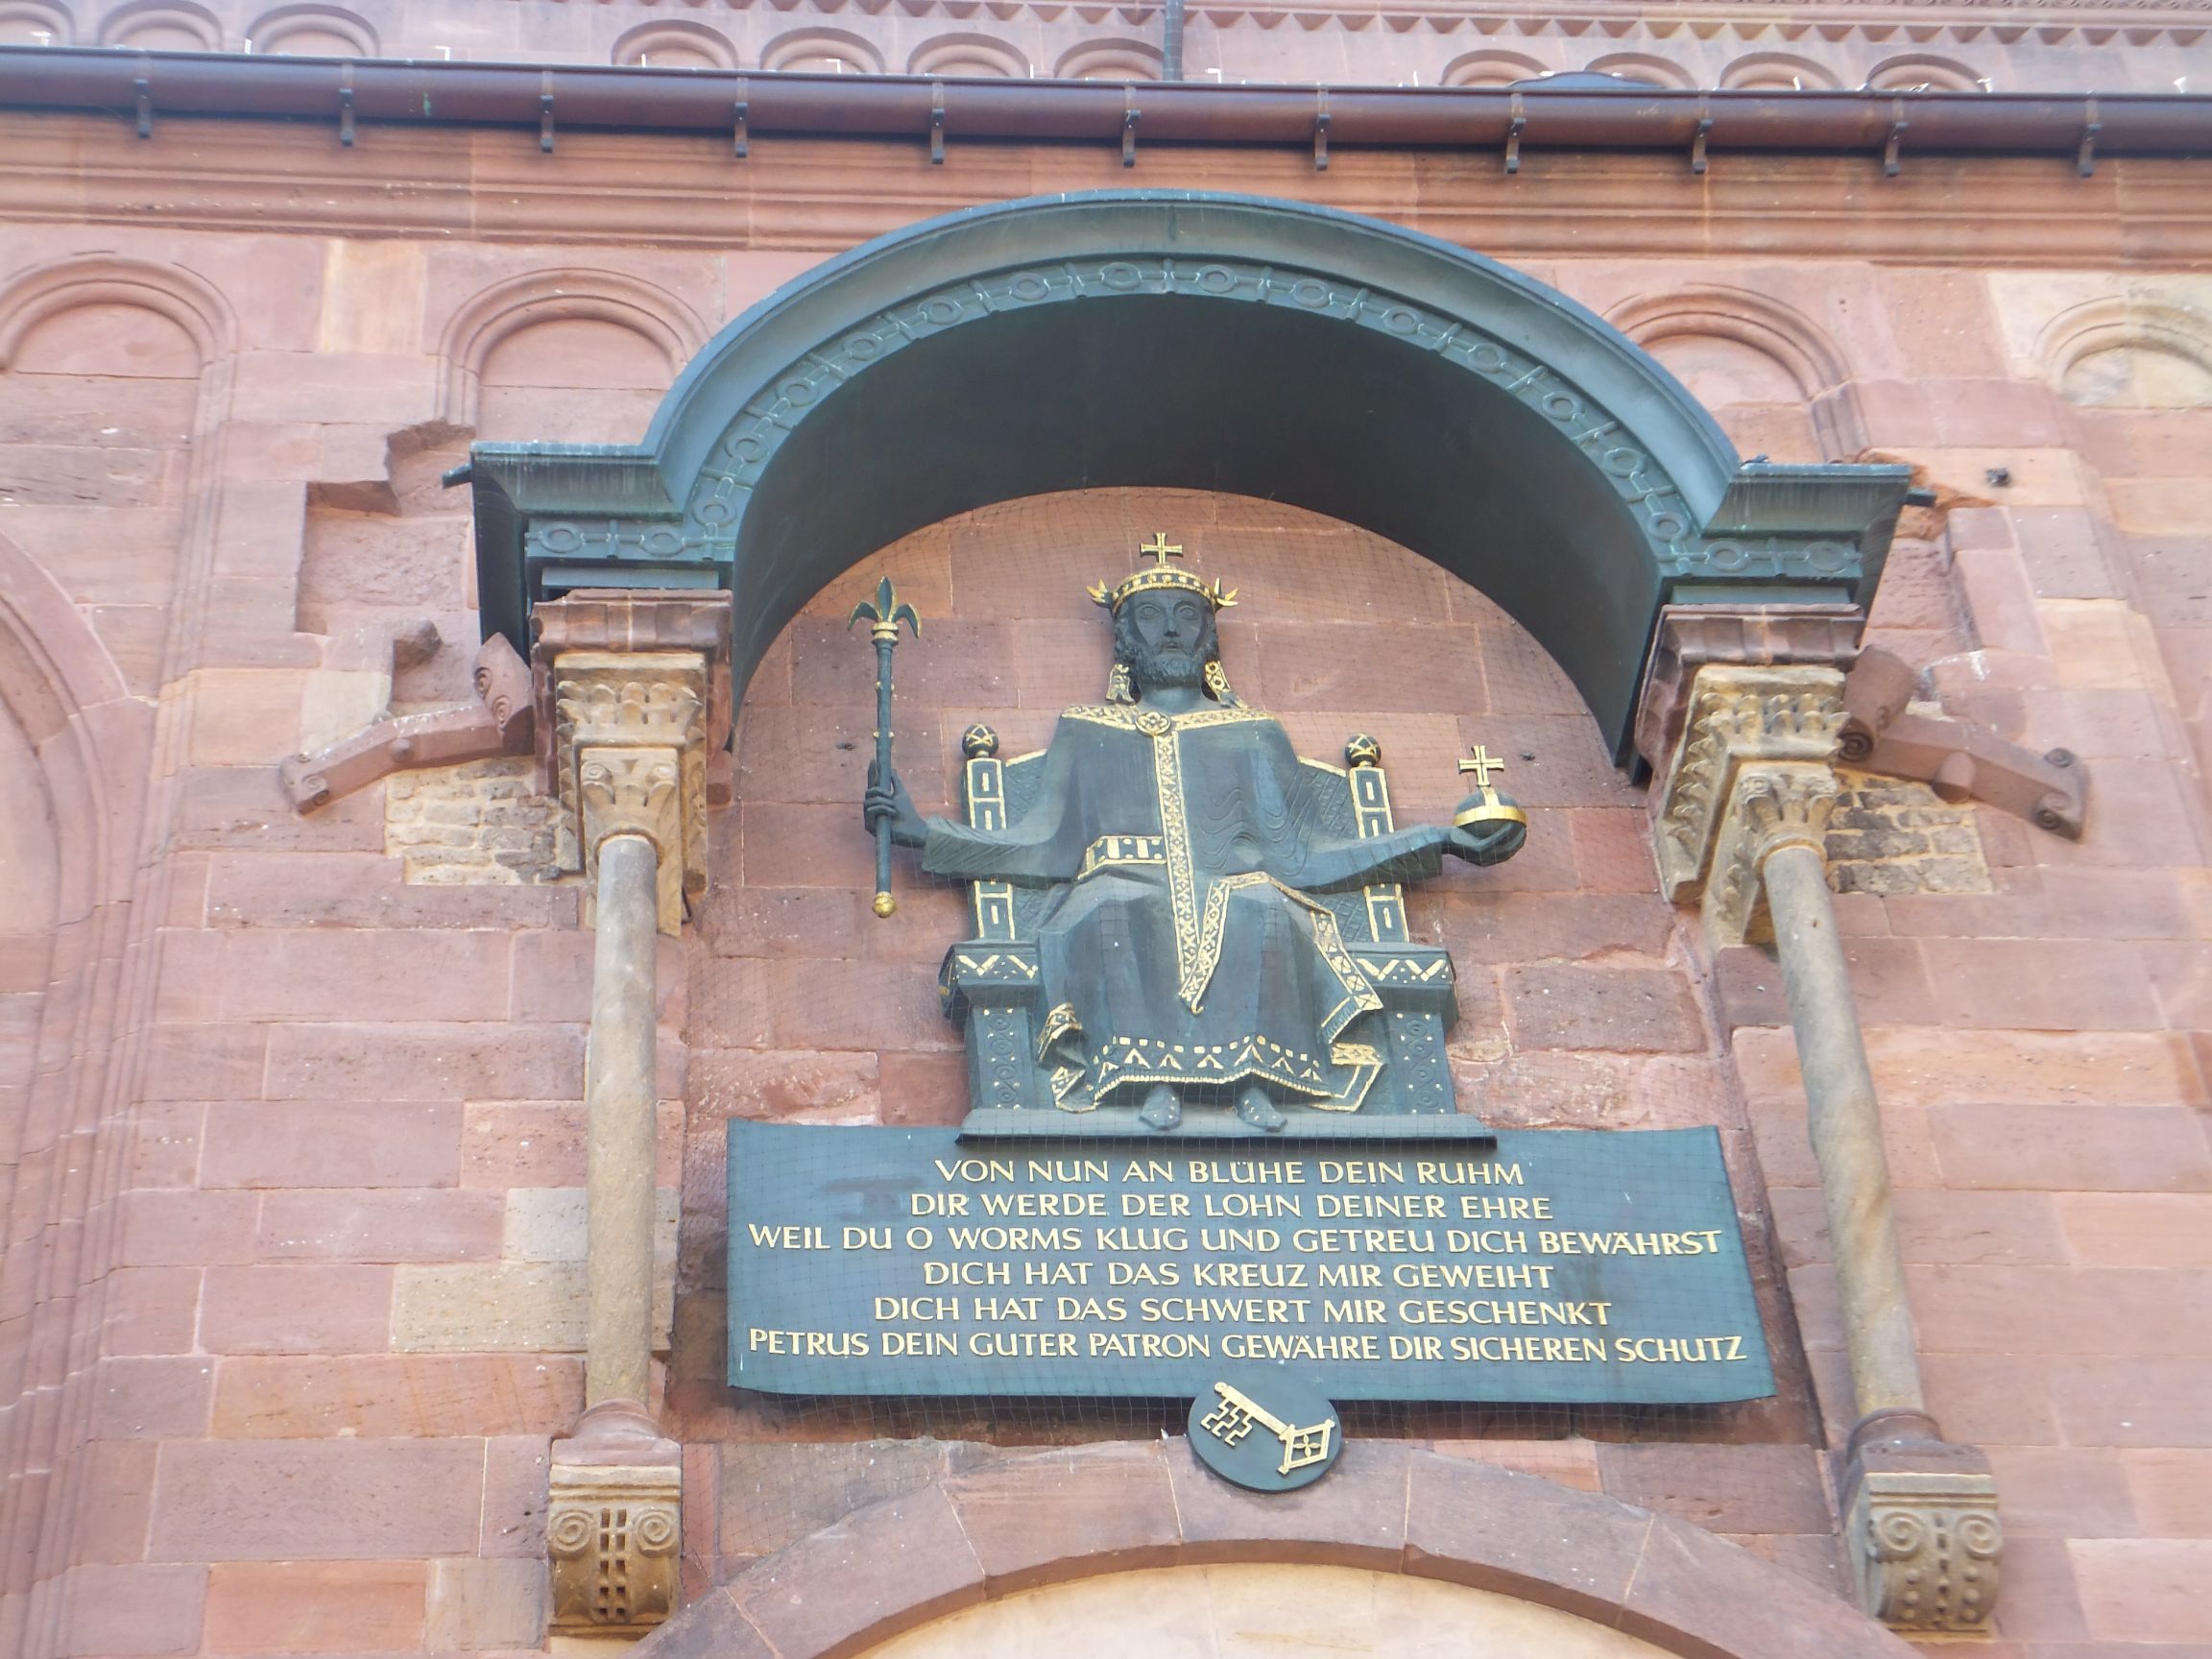 VON NUN AN BLÜHE DEIN RUHM
DIR WERDE DER LOHN DEINER EHRE
WEIL DU O WORMS KLUG UND GETREU DICH BEWÄHRST
DICH HAT DAS KREUZ MIR GEWEIHT
DICH HAT DAS SCHWERT MIR GESCHENKT
PETRUS DEIN GUTER PATRON GEWÄHRE DIR SICHEREN SCHUTZ